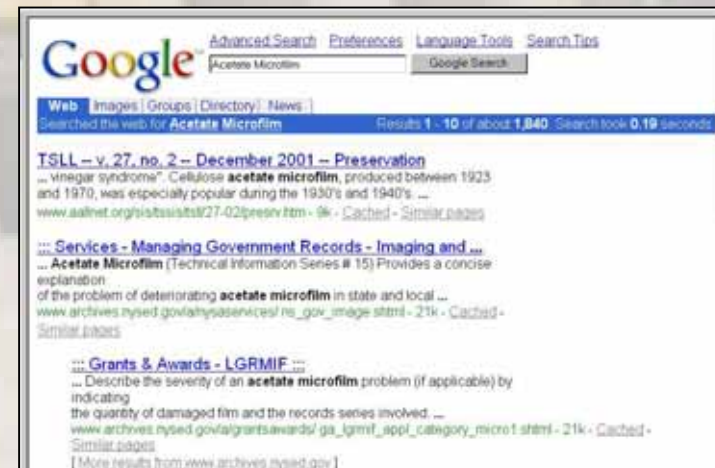 Google
Advanced Search Preferences Language Tools Search Tips
Acetate Microfilm Google Search
Web Images Groups Directory News
Searched the web for Acetate Microfilm Results 1 - 10 of about 1,840. Search took 0.19 seconds
TSLL -- v. 27, no. 2 -- December 2001 -- Preservation
... vinegar syndrome". Cellulose acetate microfilm, produced between 1923
and 1970, was especially popular during the 1930's and 1940's. ...
www.aallnet.org/sis/tssis/tsll/27-02/presrv.htm - 9k - Cached - Similar pages
::: Services - Managing Government Records - Imaging and ...
... Acetate Microfilm (Technical Information Series # 15) Provides a concise
explanation
of the problem of deteriorating acetate microfilm in state and local ...
www.archives.nysed.gov/a/nysaservices/ ns_gov_image.shtml - 21k - Cached -
Similar pages
::: Grants & Awards - LGRMIF :::
... Describe the severity of an acetate microfilm problem (if applicable) by
indicating
the quantity of damaged film and the records series involved. ...
www.archives.nysed.gov/a/grantsawards/ ga_lgrmif_appl_category_micro1.shtml - 21k - Cached -
Similar pages
[ More results from www.archives.nysed.gov ]